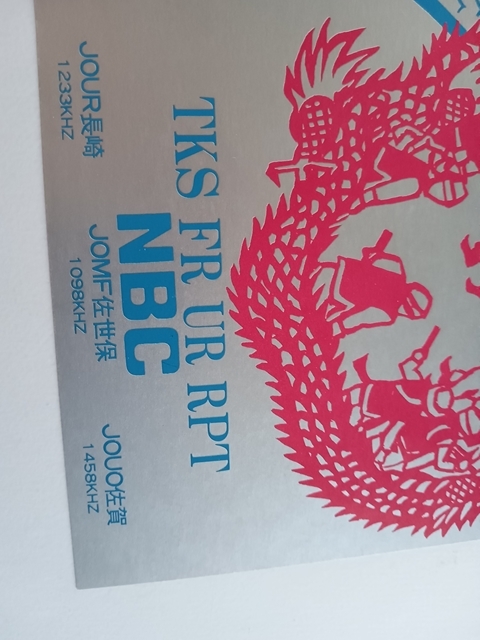 TKS FR UR RPT
NBC
JOUR長崎
1233KHZ
JOMF佐世保
1098KHZ
JOUO佐賀
1458KHZ